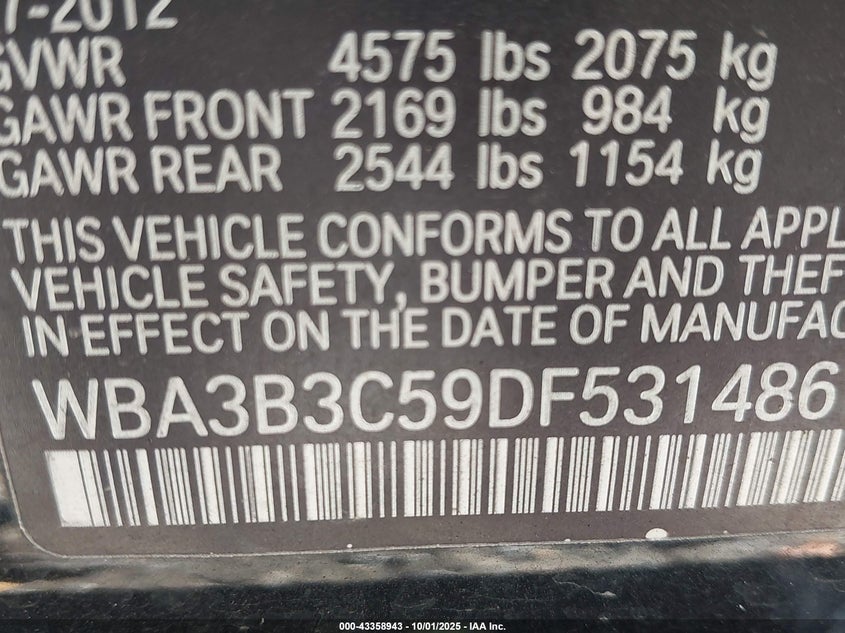 7-2012
GVWR 4575 lbs 2075 kg
GAWR FRONT 2169 lbs 984 kg
GAWR REAR 2544 lbs 1154 kg
THIS VEHICLE CONFORMS TO ALL APPL
VEHICLE SAFETY, BUMPER AND THEF
IN EFFECT ON THE DATE OF MANUFAC
WBA3B3C59DF531486
000-43358943 - 10/01/2025 - IAA Inc.